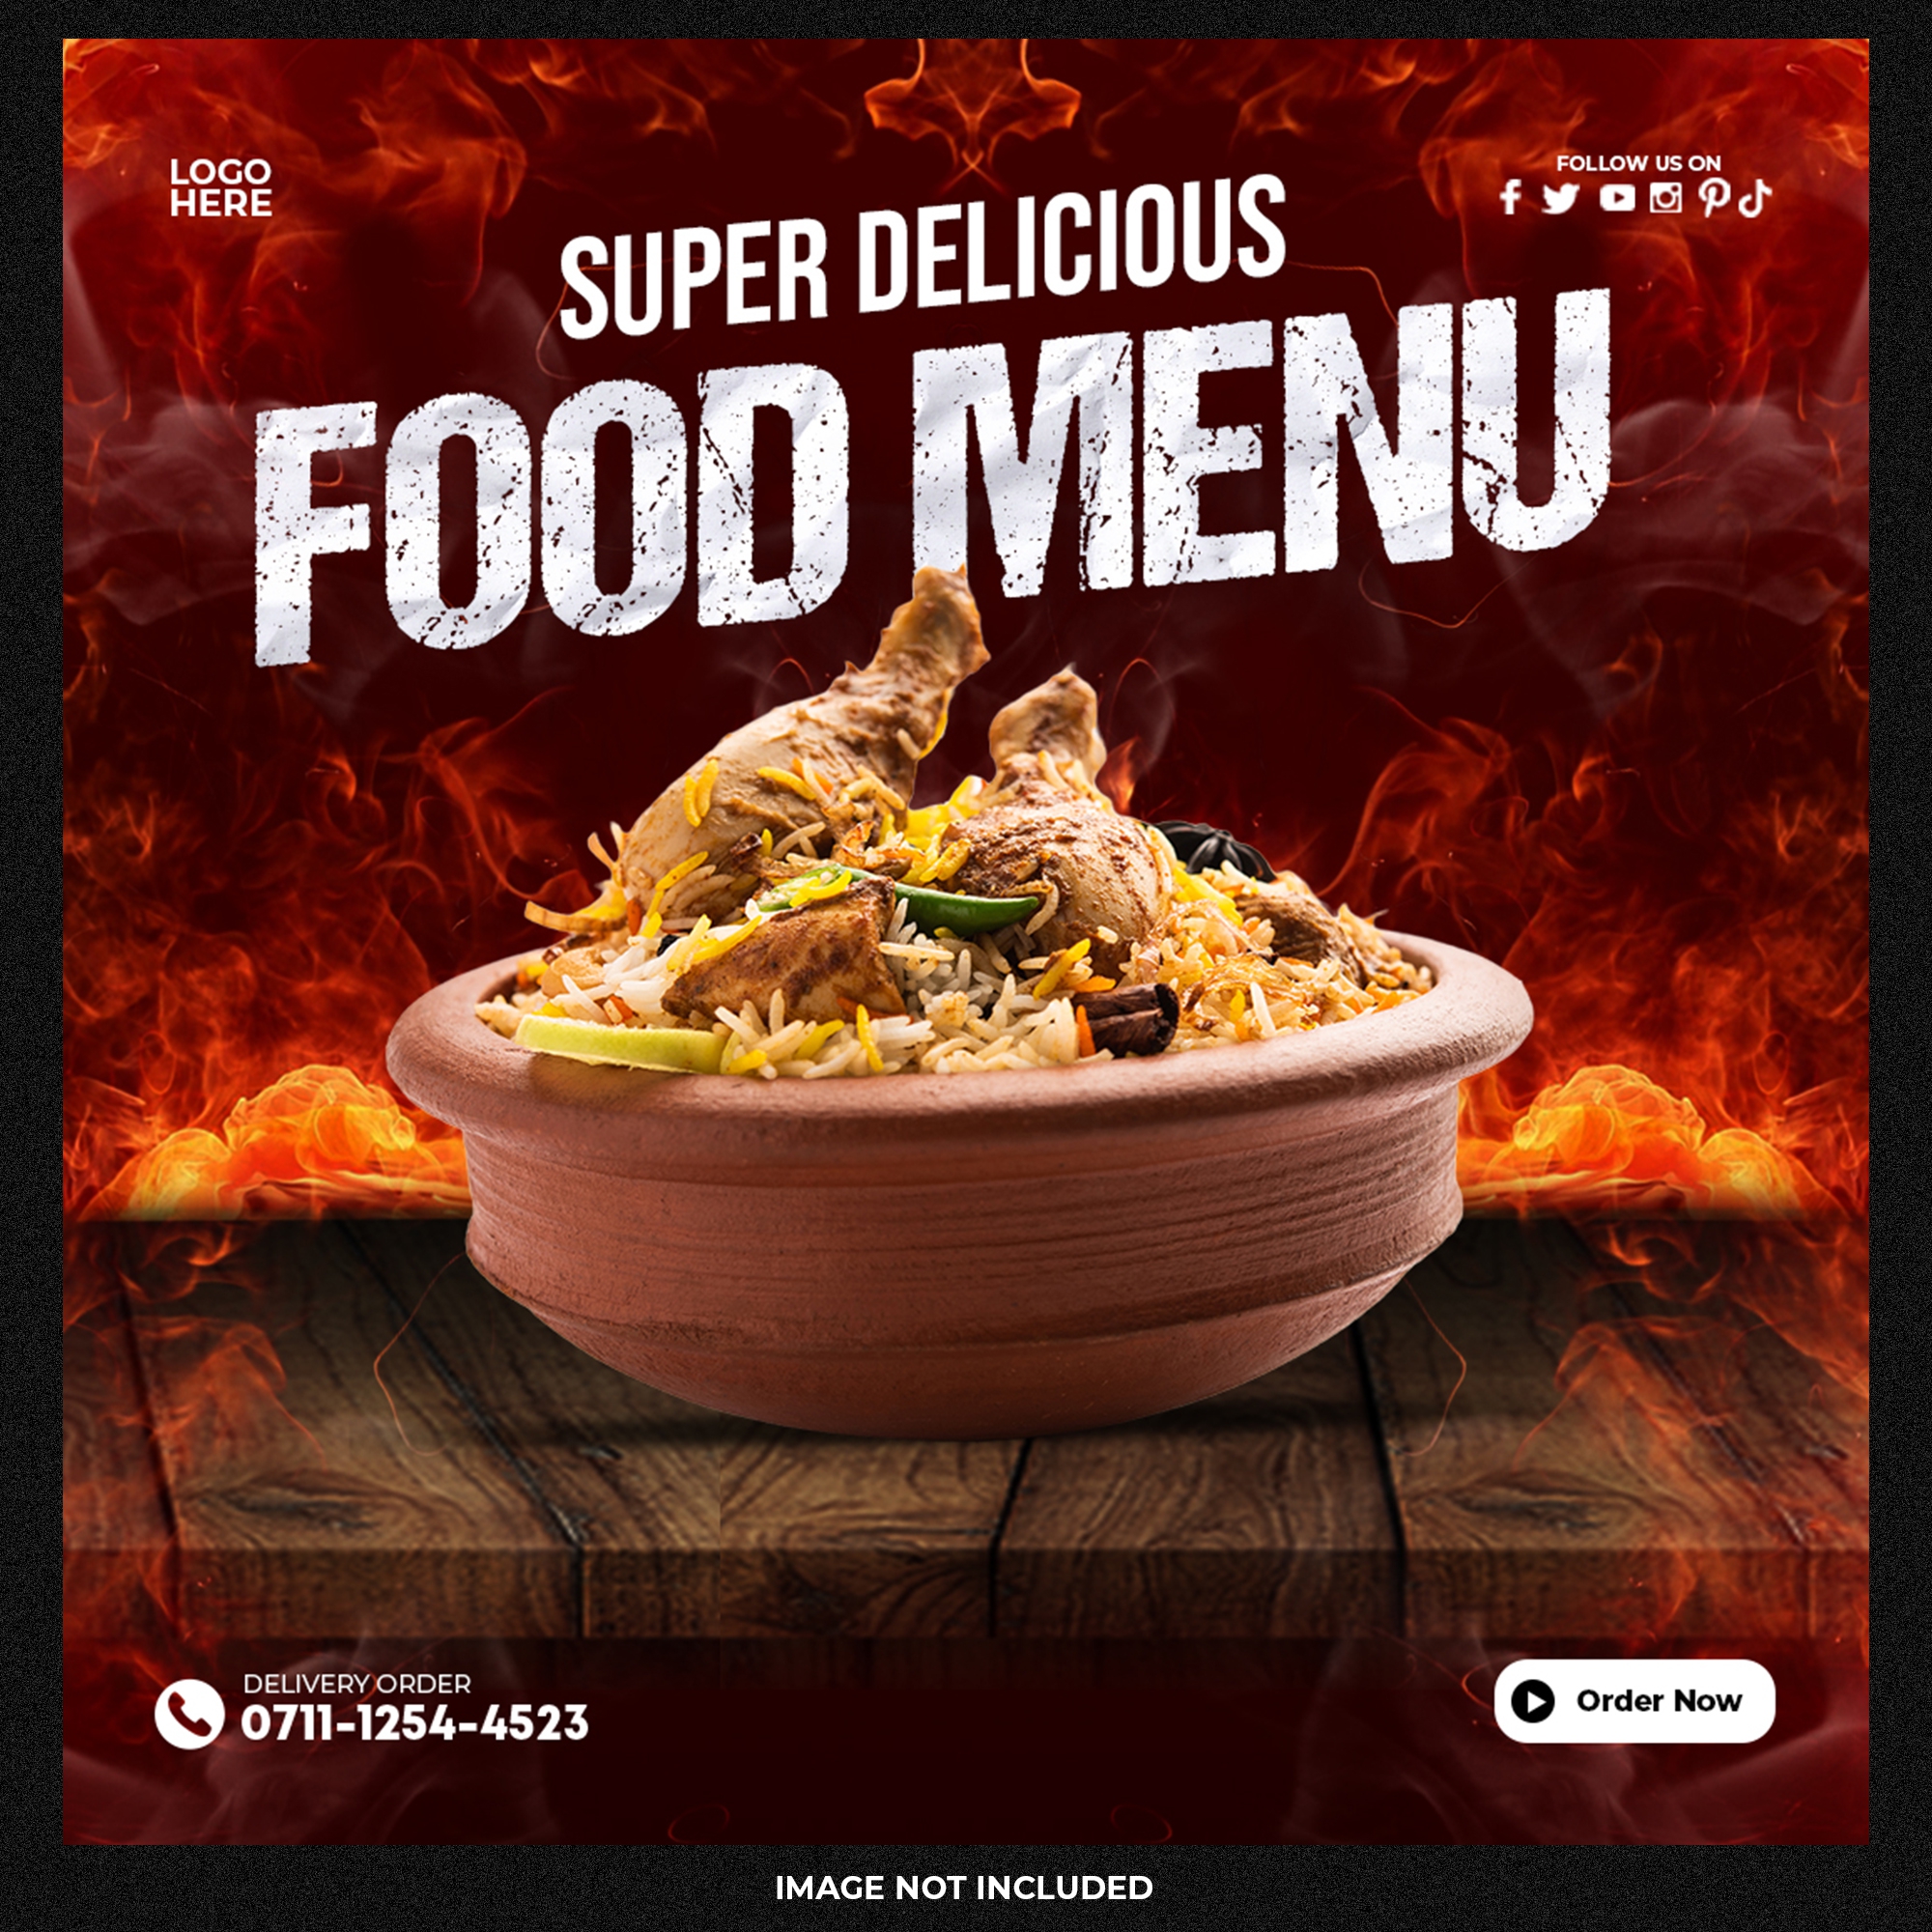 LOGO
HERE
FOLLOW US ON
SUPER DELICIOUS
FOOD MENU
DELIVERY ORDER
0711-1254-4523
Order Now
IMAGE NOT INCLUDED